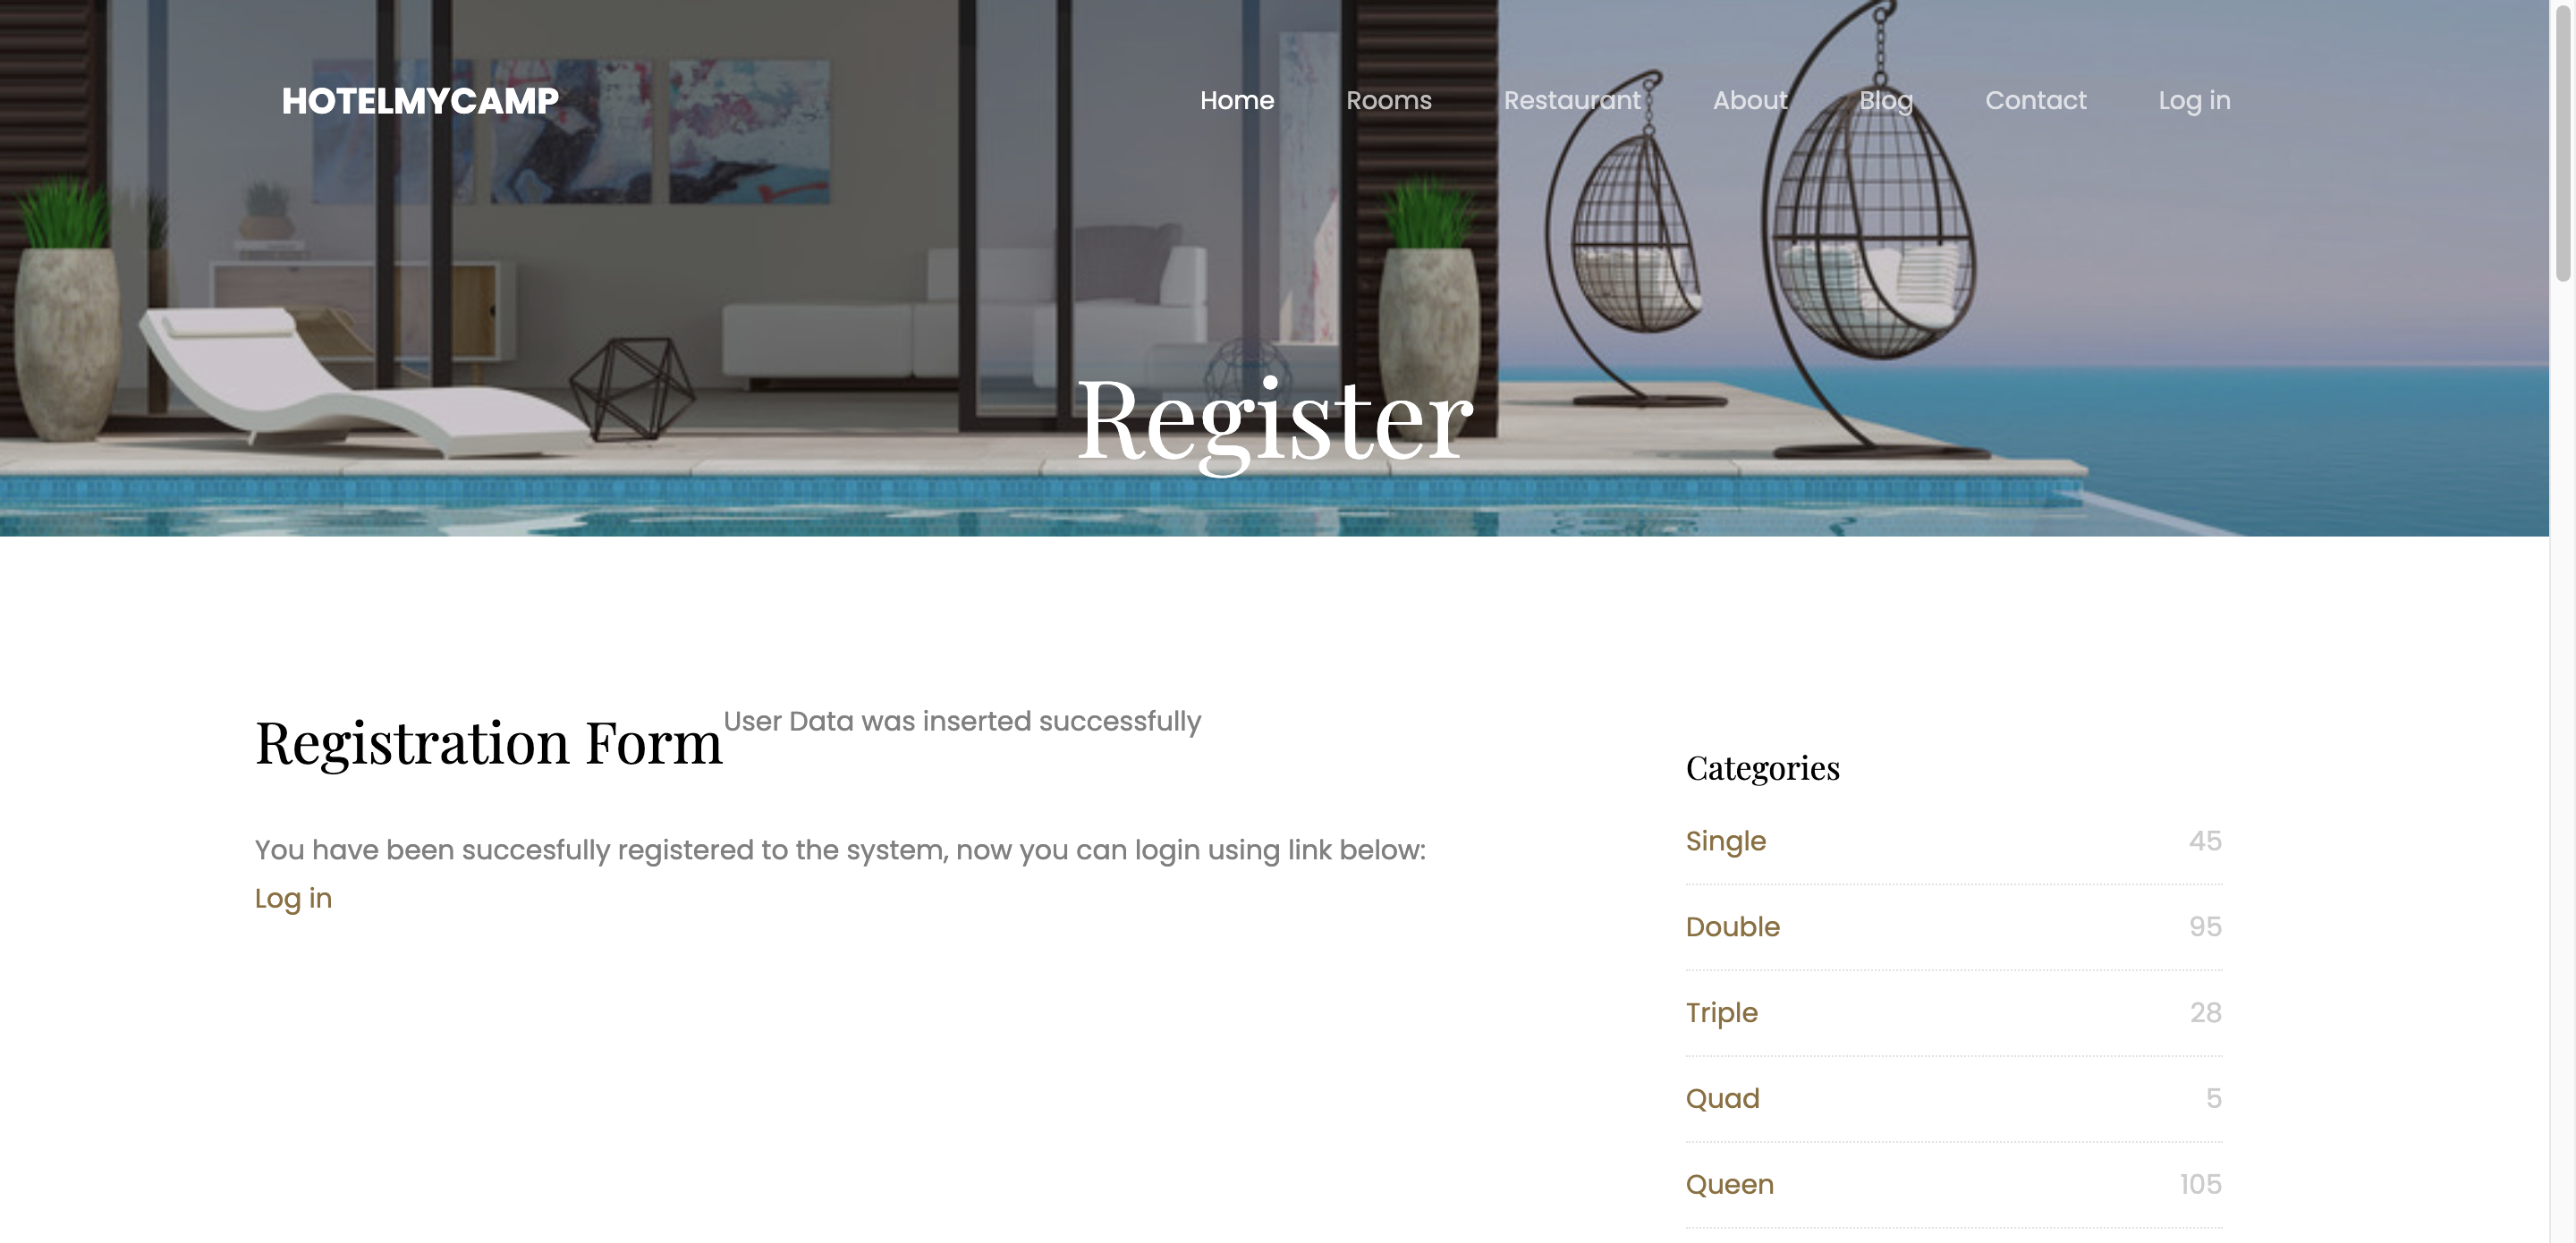 HOTELMYCAMP
Home Rooms Restaurant About Blog Contact Log in
Register
Registration Form
User Data was inserted successfully
You have been succesfully registered to the system, now you can login using link below:
Log in
Categories
Single 45
Double 95
Triple 28
Quad 5
Queen 105